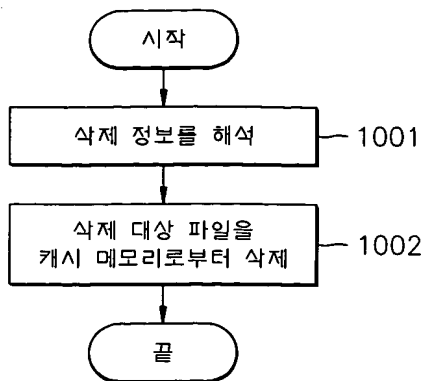 시작
삭제 정보를 해석
1001
삭제 대상 파일을
캐시 메모리로부터 삭제
1002
끝